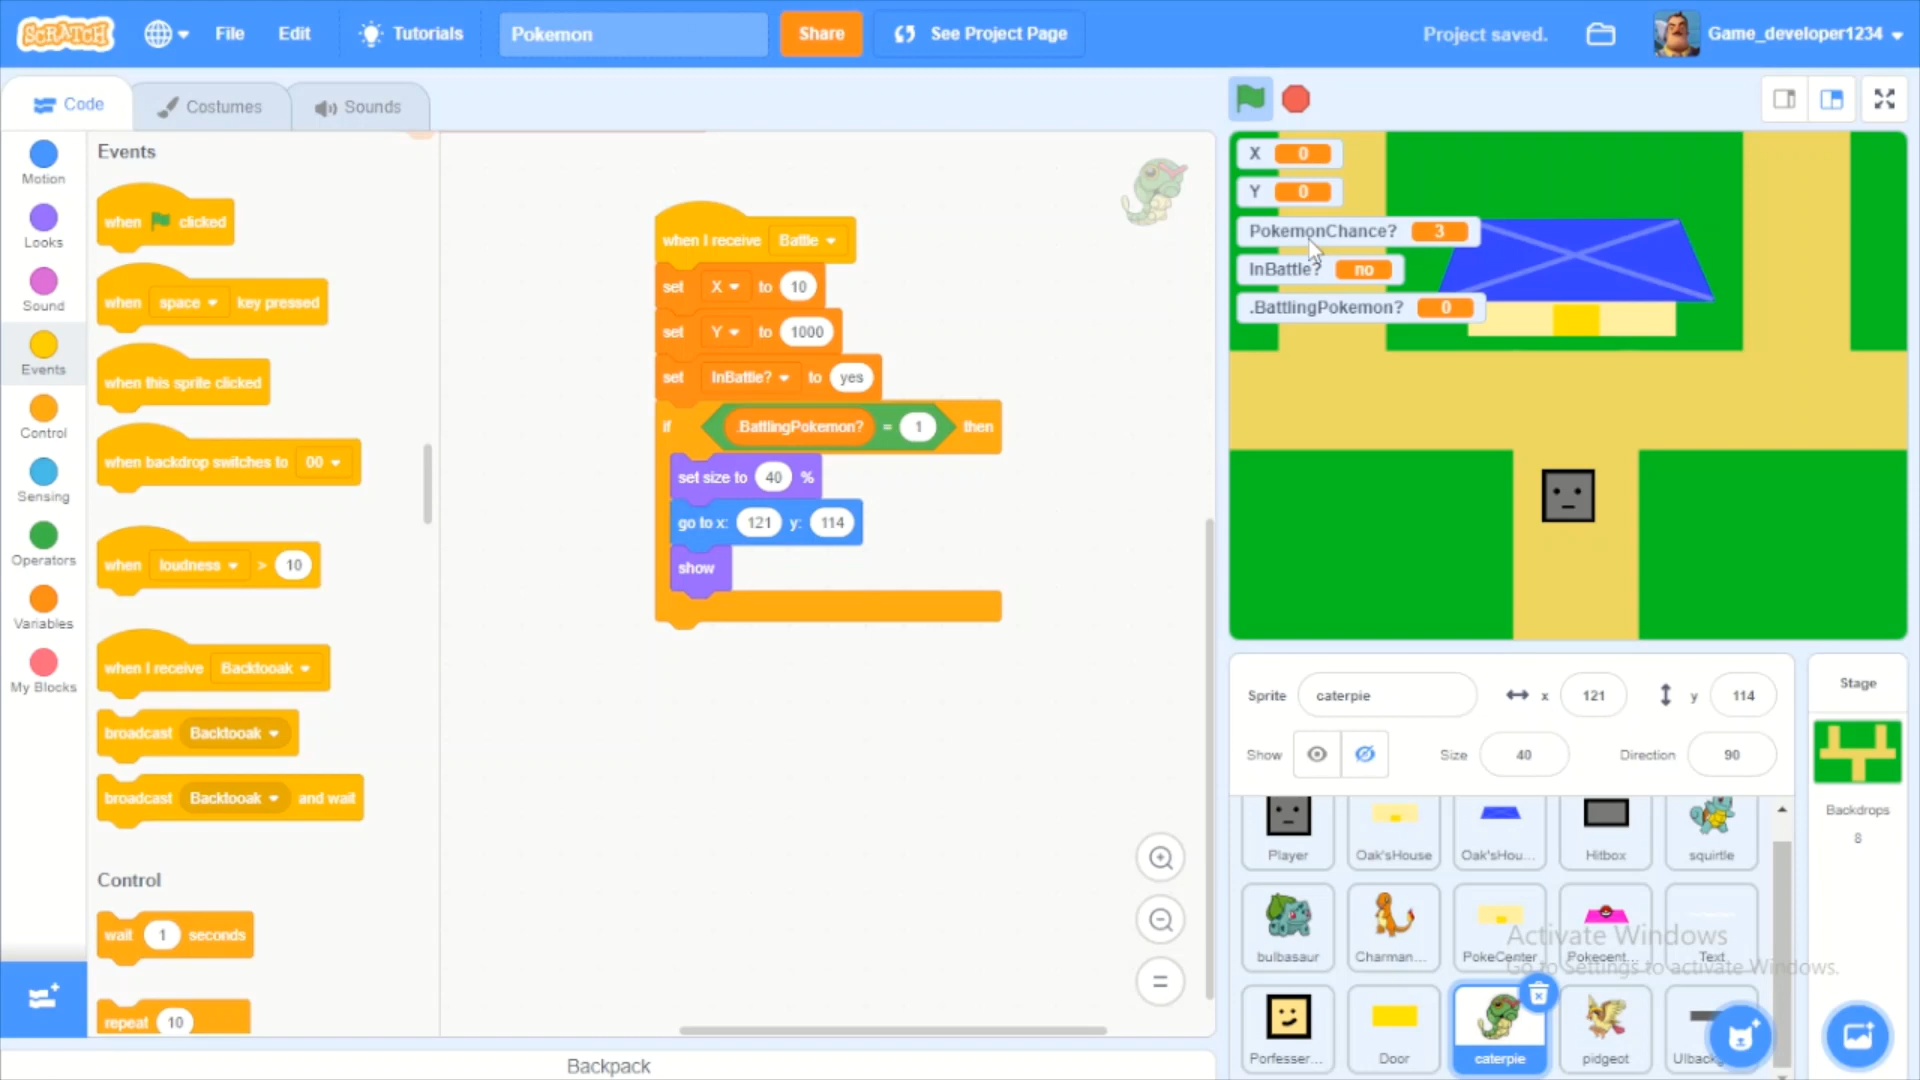 SCRATCH
File
Edit
Tutorials
Pokemon
Share
See Project Page
Project saved.
Game_developer1234
Code
Costumes
Sounds
Motion
Looks
Sound
Events
Control
Sensing
Operators
Variables
My Blocks
Events
when clicked
when space key pressed
when this sprite clicked
when backdrop switches to 00
when loudness > 10
when I receive Backtooak
broadcast Backtooak
broadcast Backtooak and wait
Control
wait 1 seconds
repeat 10
when I receive Battle
set X to 10
set Y to 1000
set InBattle? to yes
if .BattlingPokemon? = 1 then
set size to 40 %
go to x: 121 y: 114
show
Backpack
X 0
Y 0
PokemonChance? 3
InBattle? no
.BattlingPokemon? 0
Sprite caterpie x 121 y 114
Show Size 40 Direction 90
Stage
Backdrops
8
Player
Oak'sHouse
Oak'sHou...
Hitbox
squirtle
bulbasaur
Charman...
PokeCenter
Pokecent...
Text
Porfesser...
Door
caterpie
pidgeot
Activate Windows
Go to Settings to activate Windows.